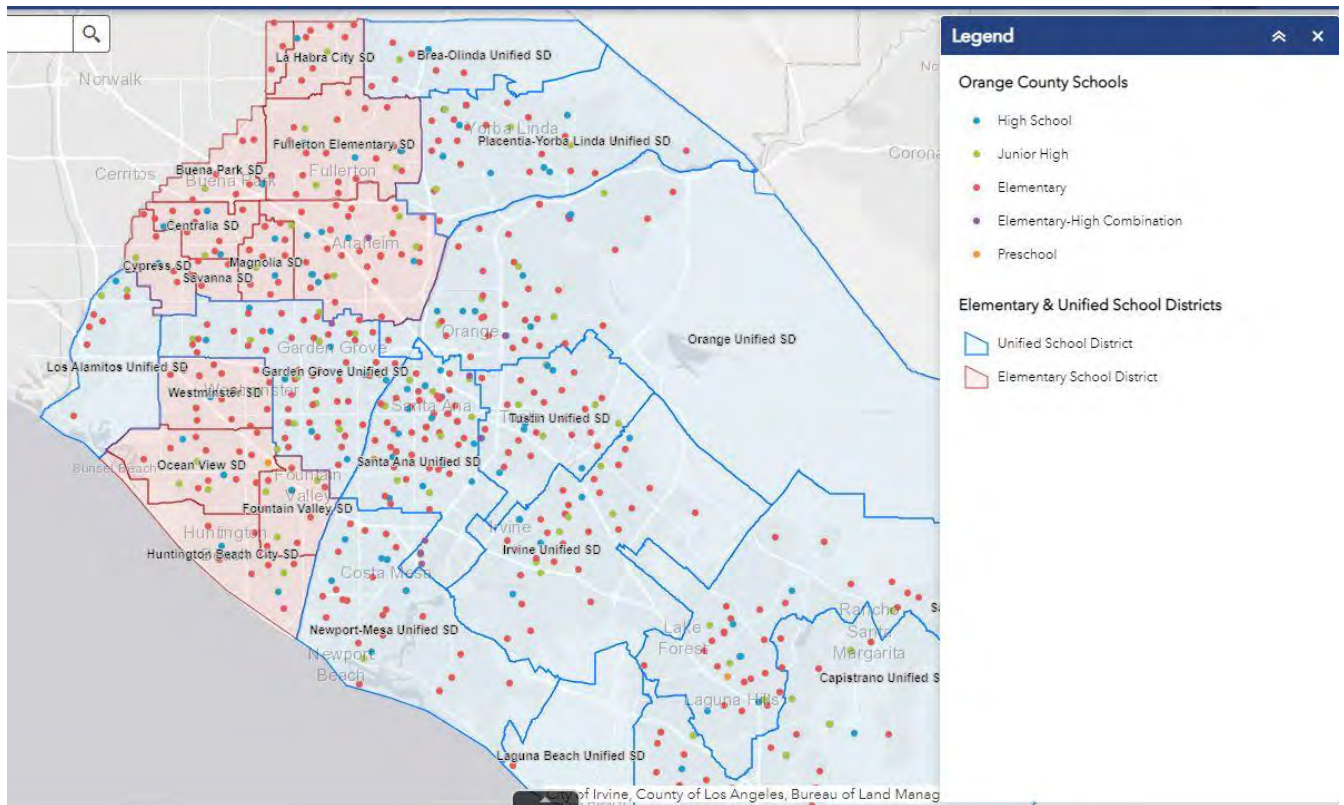 La Habra City SD
Brea-Olinda Unified SD
Norwalk
No
Yorba Linda
Placentia-Yorba Linda Unified SD
Fullerton Elementary SD
Fullerton
Corona
Cerritos
Buena Park SD
Buena Park
Centralia SD
Anaheim
Cypress SD
Magnolia SD
Savanna SD
Orange
Orange Unified SD
Garden Grove
Los Alamitos Unified SD
Garden Grove Unified SD
Westminster SD
Westminster
Santa Ana
Tustin Unified SD
Ocean View SD
Sunset Beach
Santa Ana Unified SD
Fountain
Valley
Fountain Valley SD
Huntington
Irvine
Huntington Beach City SD
Irvine Unified SD
Costa Mesa
Rancho
Santa
Margarita
Sa
Newport-Mesa Unified SD
Lake
Forest
Newport
Beach
Capistrano Unified S
Laguna Hills
Laguna Beach Unified SD
City of Irvine, County of Los Angeles, Bureau of Land Manag
Legend
Orange County Schools
High School
Junior High
Elementary
Elementary-High Combination
Preschool
Elementary & Unified School Districts
Unified School District
Elementary School District